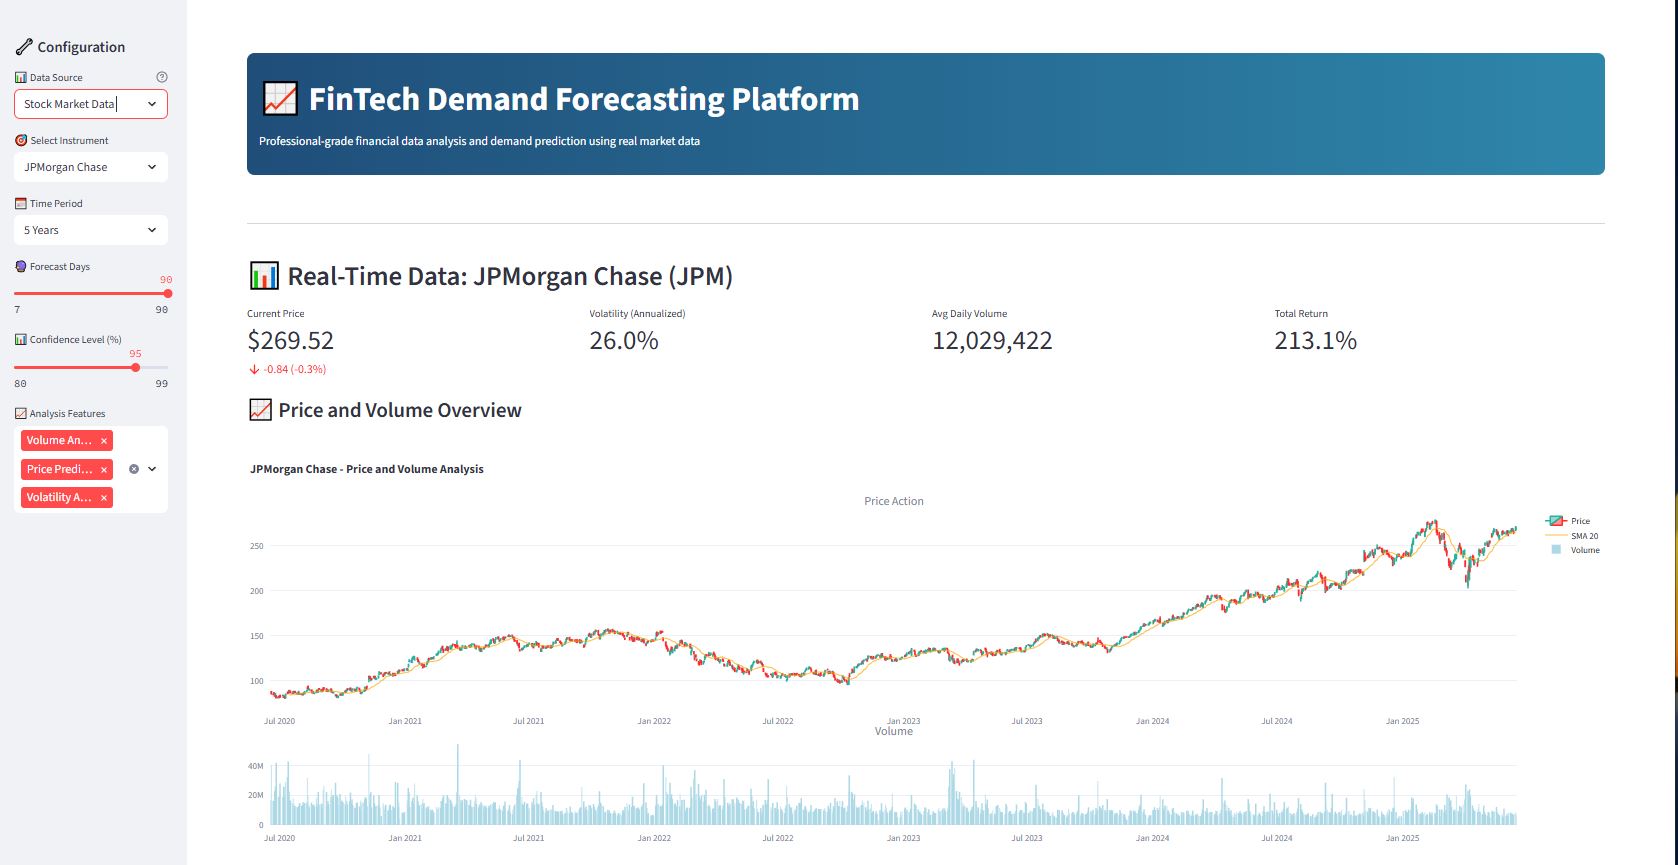 Configuration
Data Source
Stock Market Data
Select Instrument
JPMorgan Chase
Time Period
5 Years
Forecast Days
90
7 90
Confidence Level (%)
95
80 99
Analysis Features
Volume An... ×
Price Predi... ×
Volatility A... ×
FinTech Demand Forecasting Platform
Professional-grade financial data analysis and demand prediction using real market data
Real-Time Data: JPMorgan Chase (JPM)
Current Price Volatility (Annualized) Avg Daily Volume Total Return
$269.52 26.0% 12,029,422 213.1%
↓ -0.84 (-0.3%)
Price and Volume Overview
JPMorgan Chase - Price and Volume Analysis
Price Action
Price
SMA 20
Volume
250
200
150
100
Jul 2020 Jan 2021 Jul 2021 Jan 2022 Jul 2022 Jan 2023 Jul 2023 Jan 2024 Jul 2024 Jan 2025
Volume
40M
20M
0
Jul 2020 Jan 2021 Jul 2021 Jan 2022 Jul 2022 Jan 2023 Jul 2023 Jan 2024 Jul 2024 Jan 2025